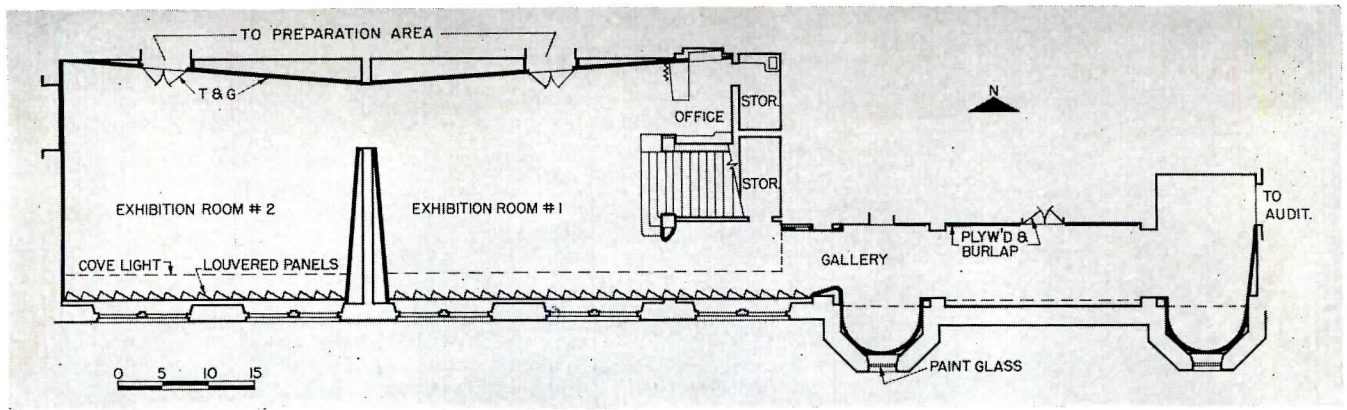 TO PREPARATION AREA
T & G
OFFICE
STOR.
STOR.
N
EXHIBITION ROOM # 2
EXHIBITION ROOM # 1
TO
AUDIT.
PLYW'D &
BURLAP
GALLERY
COVE LIGHT
LOUVERED PANELS
PAINT GLASS
0 5 10 15